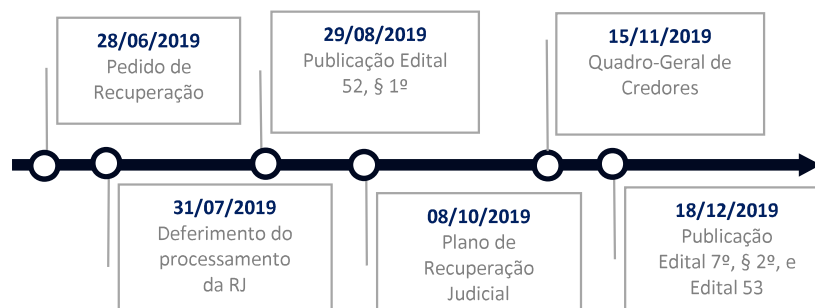 28/06/2019
Pedido de
Recuperação
31/07/2019
Deferimento do
processamento
da RJ
29/08/2019
Publicação Edital
52, § 1º
08/10/2019
Plano de
Recuperação
Judicial
15/11/2019
Quadro-Geral de
Credores
18/12/2019
Publicação
Edital 7º, § 2º, e
Edital 53